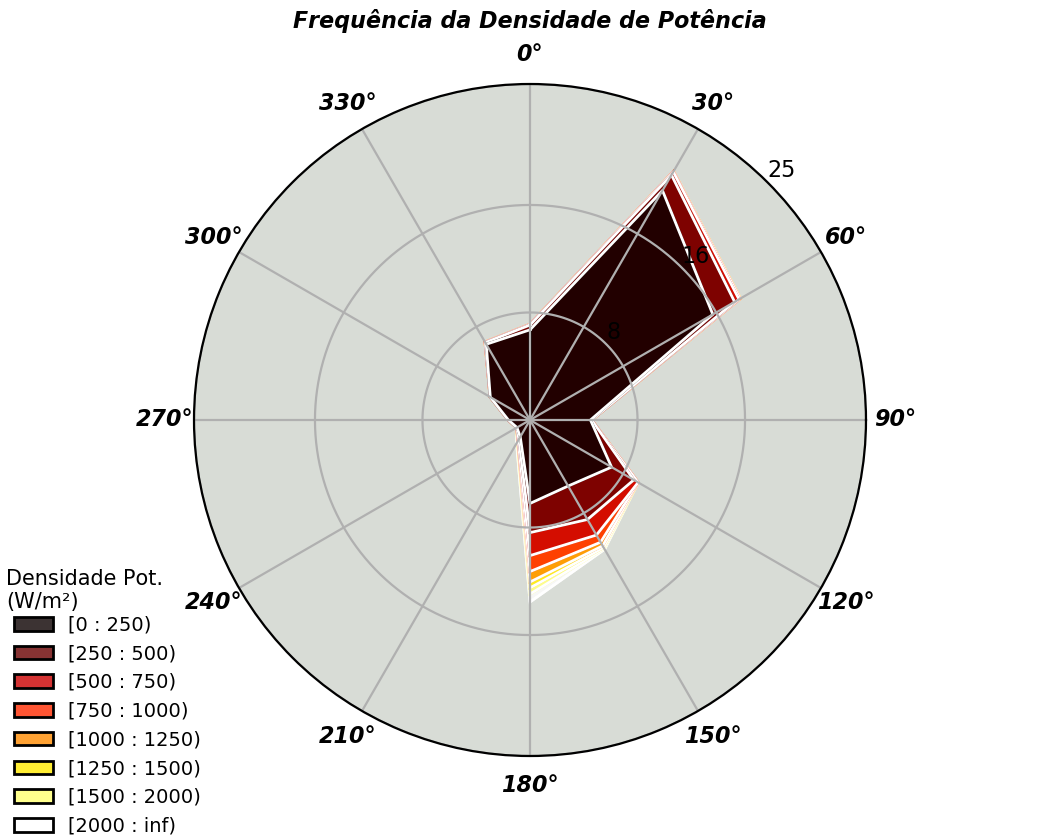 Frequência da Densidade de Potência
0°
330°
30°
25
300°
60°
16
8
270°
90°
240°
120°
210°
150°
180°
Densidade Pot.
(W/m²)
[0 : 250)
[250 : 500)
[500 : 750)
[750 : 1000)
[1000 : 1250)
[1250 : 1500)
[1500 : 2000)
[2000 : inf)